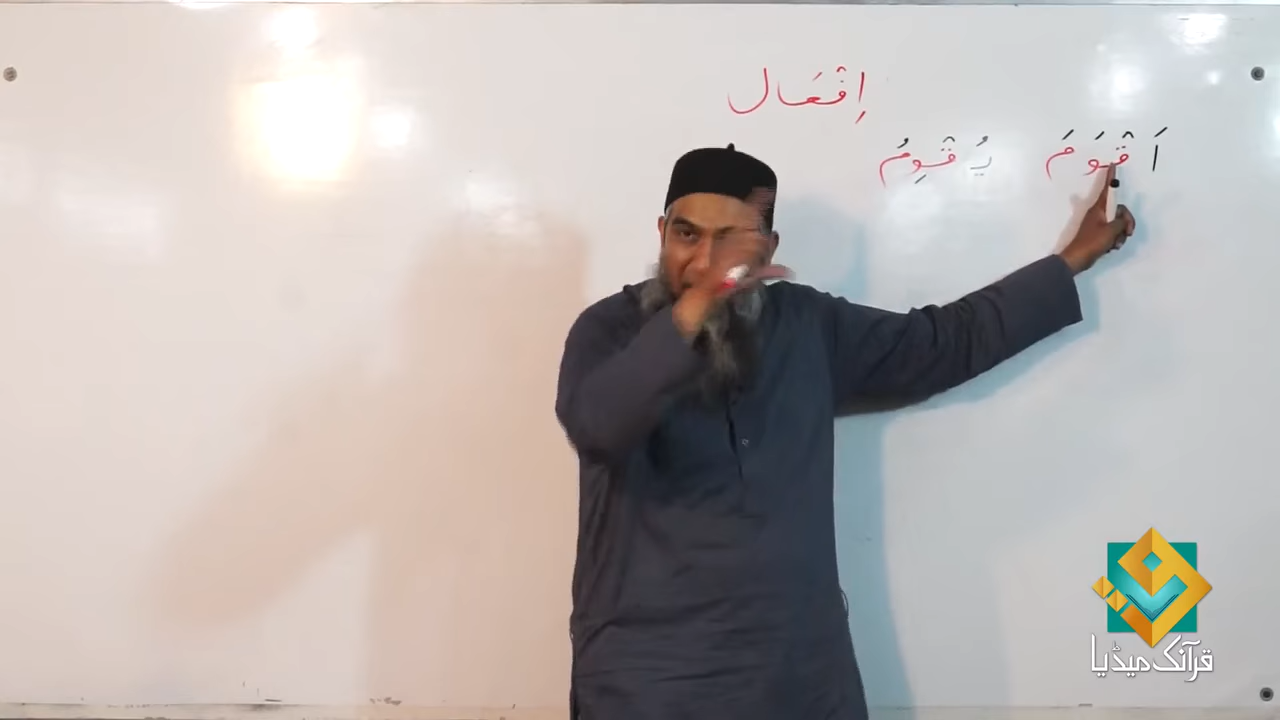 اِفْعَال
اَ قْوَمَ يُ قْوِمُ
قرآنک میڈیا